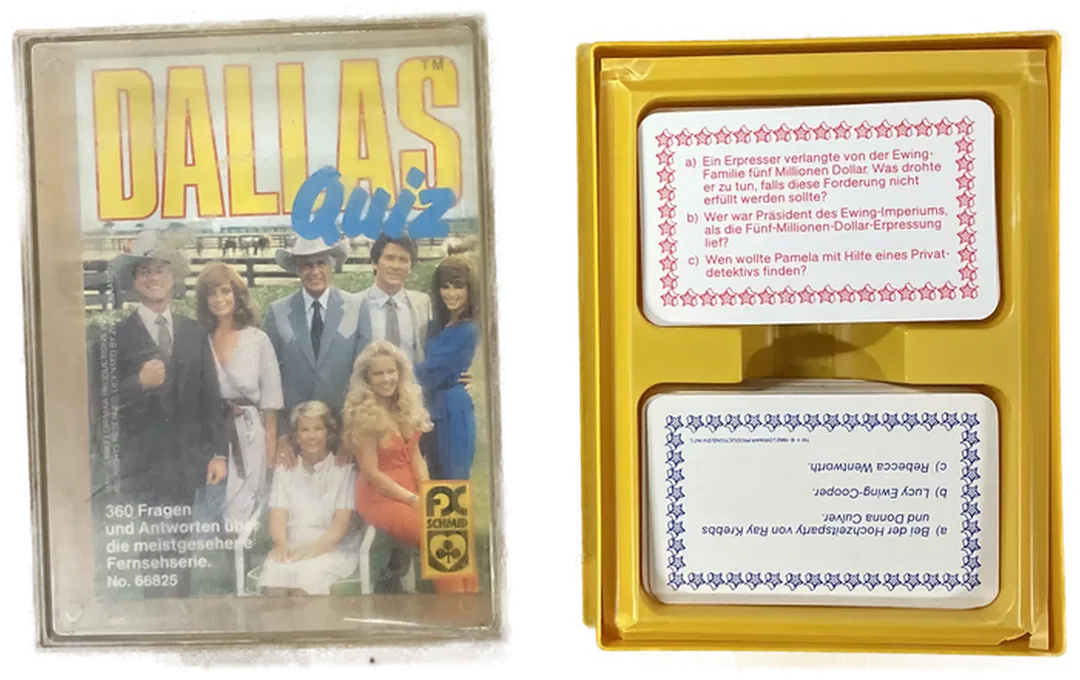 DALLAS
TM
Quiz
360 Fragen
und Antworten über
die meistgesehene
Fernsehserie.
No. 66825
FX
SCHMID
a) Ein Erpresser verlangte von der Ewing-
Familie fünf Millionen Dollar. Was drohte
er zu tun, falls diese Forderung nicht
erfüllt werden sollte?
b) Wer war Präsident des Ewing-Imperiums,
als die Fünf-Millionen-Dollar-Erpressung
lief?
c) Wen wollte Pamela mit Hilfe eines Privat-
detektivs finden?
a) Bei der Hochzeitsparty von Ray Krebbs
und Donna Culver.
b) Lucy Ewing-Cooper.
c) Rebecca Wentworth.